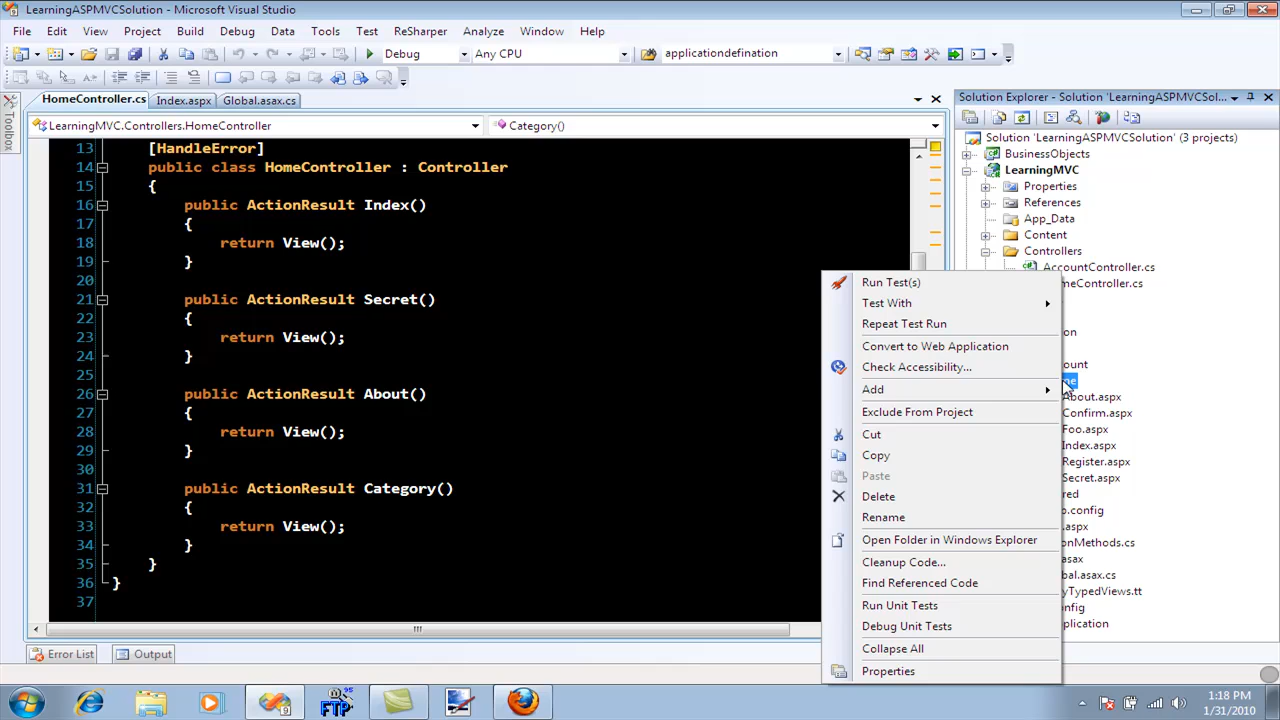 LearningASPMVCSolution - Microsoft Visual Studio
File Edit View Project Build Debug Data Tools Test ReSharper Analyze Window Help
Debug Any CPU applicationdefination
HomeController.cs Index.aspx Global.asax.cs
LearningMVC.Controllers.HomeController Category()
Toolbox
13 [HandleError]
14 public class HomeController : Controller
15 {
16 public ActionResult Index()
17 {
18 return View();
19 }
20
21 public ActionResult Secret()
22 {
23 return View();
24 }
25
26 public ActionResult About()
27 {
28 return View();
29 }
30
31 public ActionResult Category()
32 {
33 return View();
34 }
35 }
36 }
37
Error List Output
Solution Explorer - Solution 'LearningASPMVCSol...
Solution 'LearningASPMVCSolution' (3 projects)
BusinessObjects
LearningMVC
Properties
References
App_Data
Content
Controllers
AccountController.cs
meController.cs
on
ount
me
About.aspx
Confirm.aspx
Foo.aspx
Index.aspx
Register.aspx
Secret.aspx
red
o.config
.aspx
onMethods.cs
asax
bal.asax.cs
yTypedViews.tt
nfig
plication
Run Test(s)
Test With
Repeat Test Run
Convert to Web Application
Check Accessibility...
Add
Exclude From Project
Cut
Copy
Paste
Delete
Rename
Open Folder in Windows Explorer
Cleanup Code...
Find Referenced Code
Run Unit Tests
Debug Unit Tests
Collapse All
Properties
FTP
1:18 PM
1/31/2010